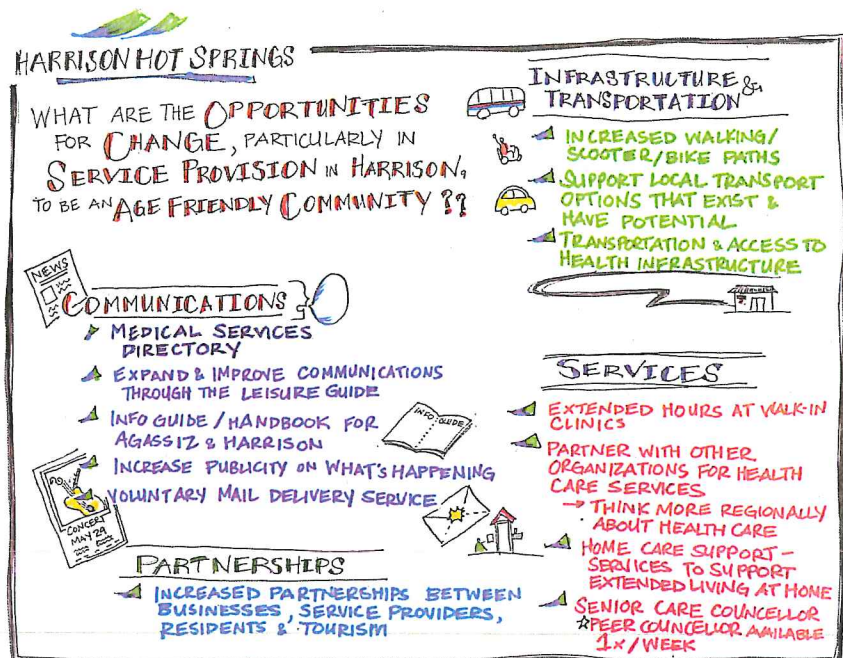 HARRISON HOT SPRINGS
WHAT ARE THE OPPORTUNITIES
FOR CHANGE, PARTICULARLY IN
SERVICE PROVISION IN HARRISON,
TO BE AN AGE FRIENDLY COMMUNITY ??
INFRASTRUCTURE &
TRANSPORTATION
INCREASED WALKING/
SCOOTER/BIKE PATHS
SUPPORT LOCAL TRANSPORT
OPTIONS THAT EXIST &
HAVE POTENTIAL
TRANSPORTATION & ACCESS TO
HEALTH INFRASTRUCTURE
NEWS
COMMUNICATIONS
MEDICAL SERVICES
DIRECTORY
EXPAND & IMPROVE COMMUNICATIONS
THROUGH THE LEISURE GUIDE
INFO GUIDE / HANDBOOK FOR
AGASSIZ & HARRISON
INCREASE PUBLICITY ON WHAT'S HAPPENING
VOLUNTARY MAIL DELIVERY SERVICE
INFO GUIDE
CONCERT
MAY 29
PARTNERSHIPS
INCREASED PARTNERSHIPS BETWEEN
BUSINESSES, SERVICE PROVIDERS,
RESIDENTS & TOURISM
SERVICES
EXTENDED HOURS AT WALK-IN
CLINICS
PARTNER WITH OTHER
ORGANIZATIONS FOR HEALTH
CARE SERVICES
→ THINK MORE REGIONALLY
ABOUT HEALTH CARE
HOME CARE SUPPORT –
SERVICES TO SUPPORT
EXTENDED LIVING AT HOME
SENIOR CARE COUNCELLOR
☆PEER COUNCELLOR AVAILABLE
1x/WEEK